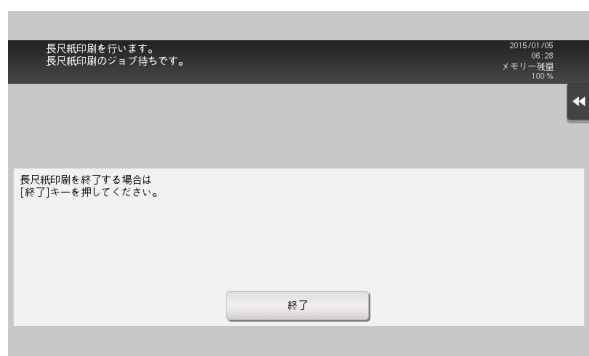 長尺紙印刷を行います。
長尺紙印刷のジョブ待ちです。
2015/01/05
06:28
メモリー残量
100 %
長尺紙印刷を終了する場合は
[終了]キーを押してください。
終了